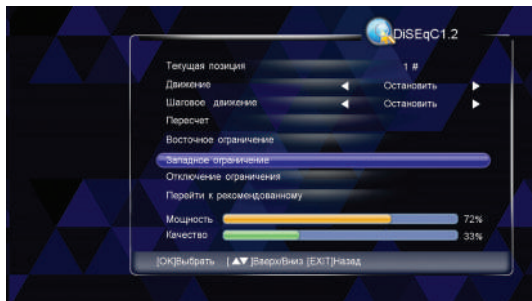 DiSEqC1.2
Текущая позиция 1 #
Движение ◀ Остановить ▶
Шаговое движение ◀ Остановить ▶
Пересчет
Восточное ограничение
Западное ограничение
Отключение ограничения
Перейти к рекомендованному
Мощность 72%
Качество 33%
[OK]Выбрать [▲▼]Вверх/Вниз [EXIT]Назад